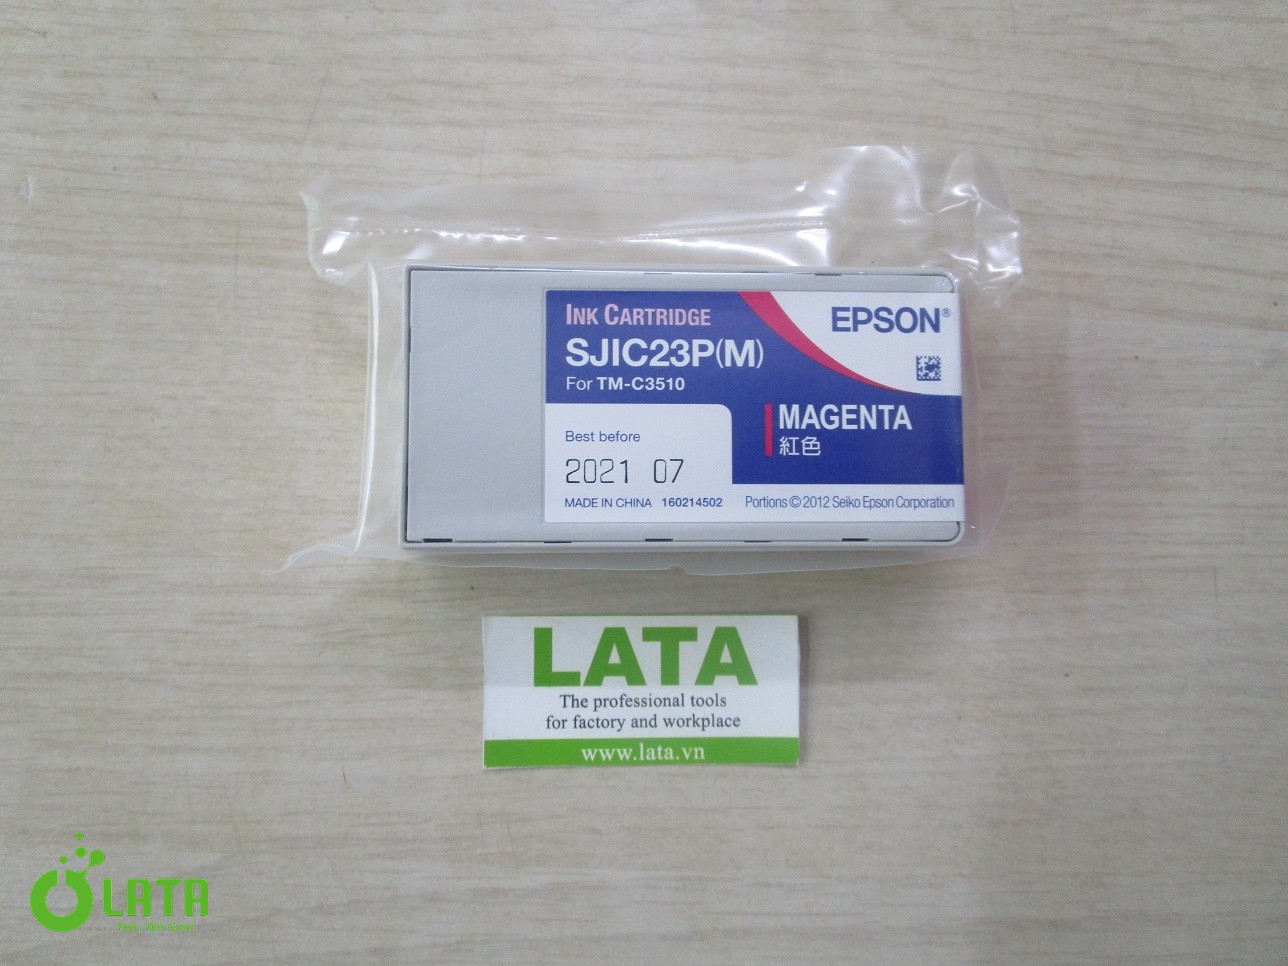 INK CARTRIDGE
EPSON®
SJIC23P(M)
For TM-C3510
MAGENTA
紅色
Best before
2021 07
MADE IN CHINA 160214502
Portions © 2012 Seiko Epson Corporation
LATA
The professional tools
for factory and workplace
www.lata.vn
LATA